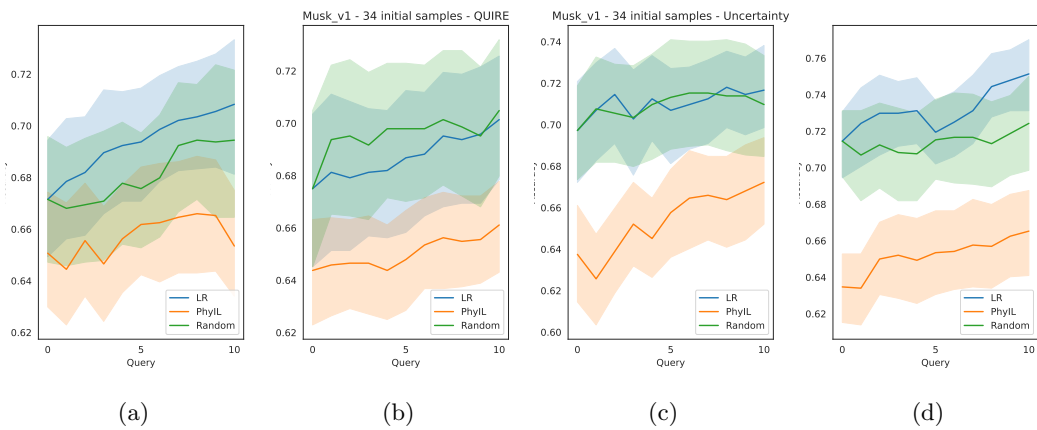 Musk_v1 - 34 initial samples - QUIRE
Musk_v1 - 34 initial samples - Uncertainty
0.72
0.70
0.68
0.66
0.64
0.62
0
5
10
Query
LR
PhyIL
Random
0.72
0.70
0.68
0.66
0.64
0.62
0
5
10
Query
LR
PhyIL
Random
0.74
0.72
0.70
0.68
0.66
0.64
0.62
0.60
0
5
10
Query
LR
PhyIL
Random
0.76
0.74
0.72
0.70
0.68
0.66
0.64
0.62
0
5
10
Query
LR
PhyIL
Random
(a)
(b)
(c)
(d)